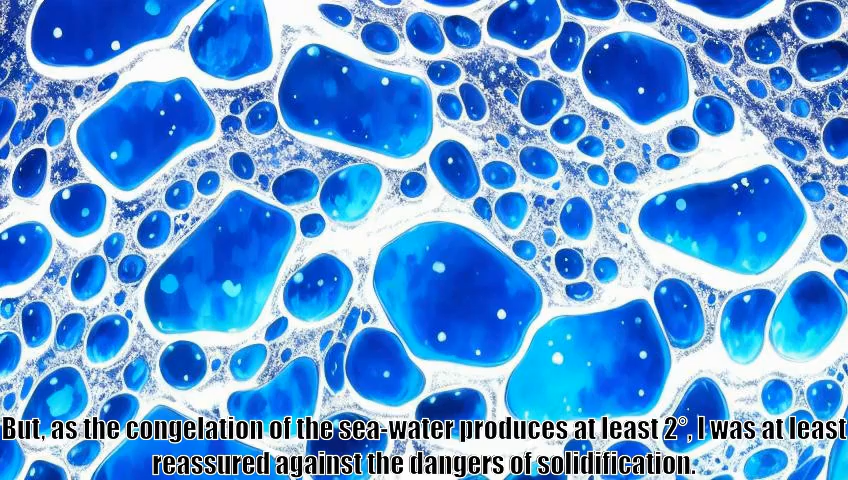 But, as the congelation of the sea-water produces at least 2°, I was at least
reassured against the dangers of solidification.